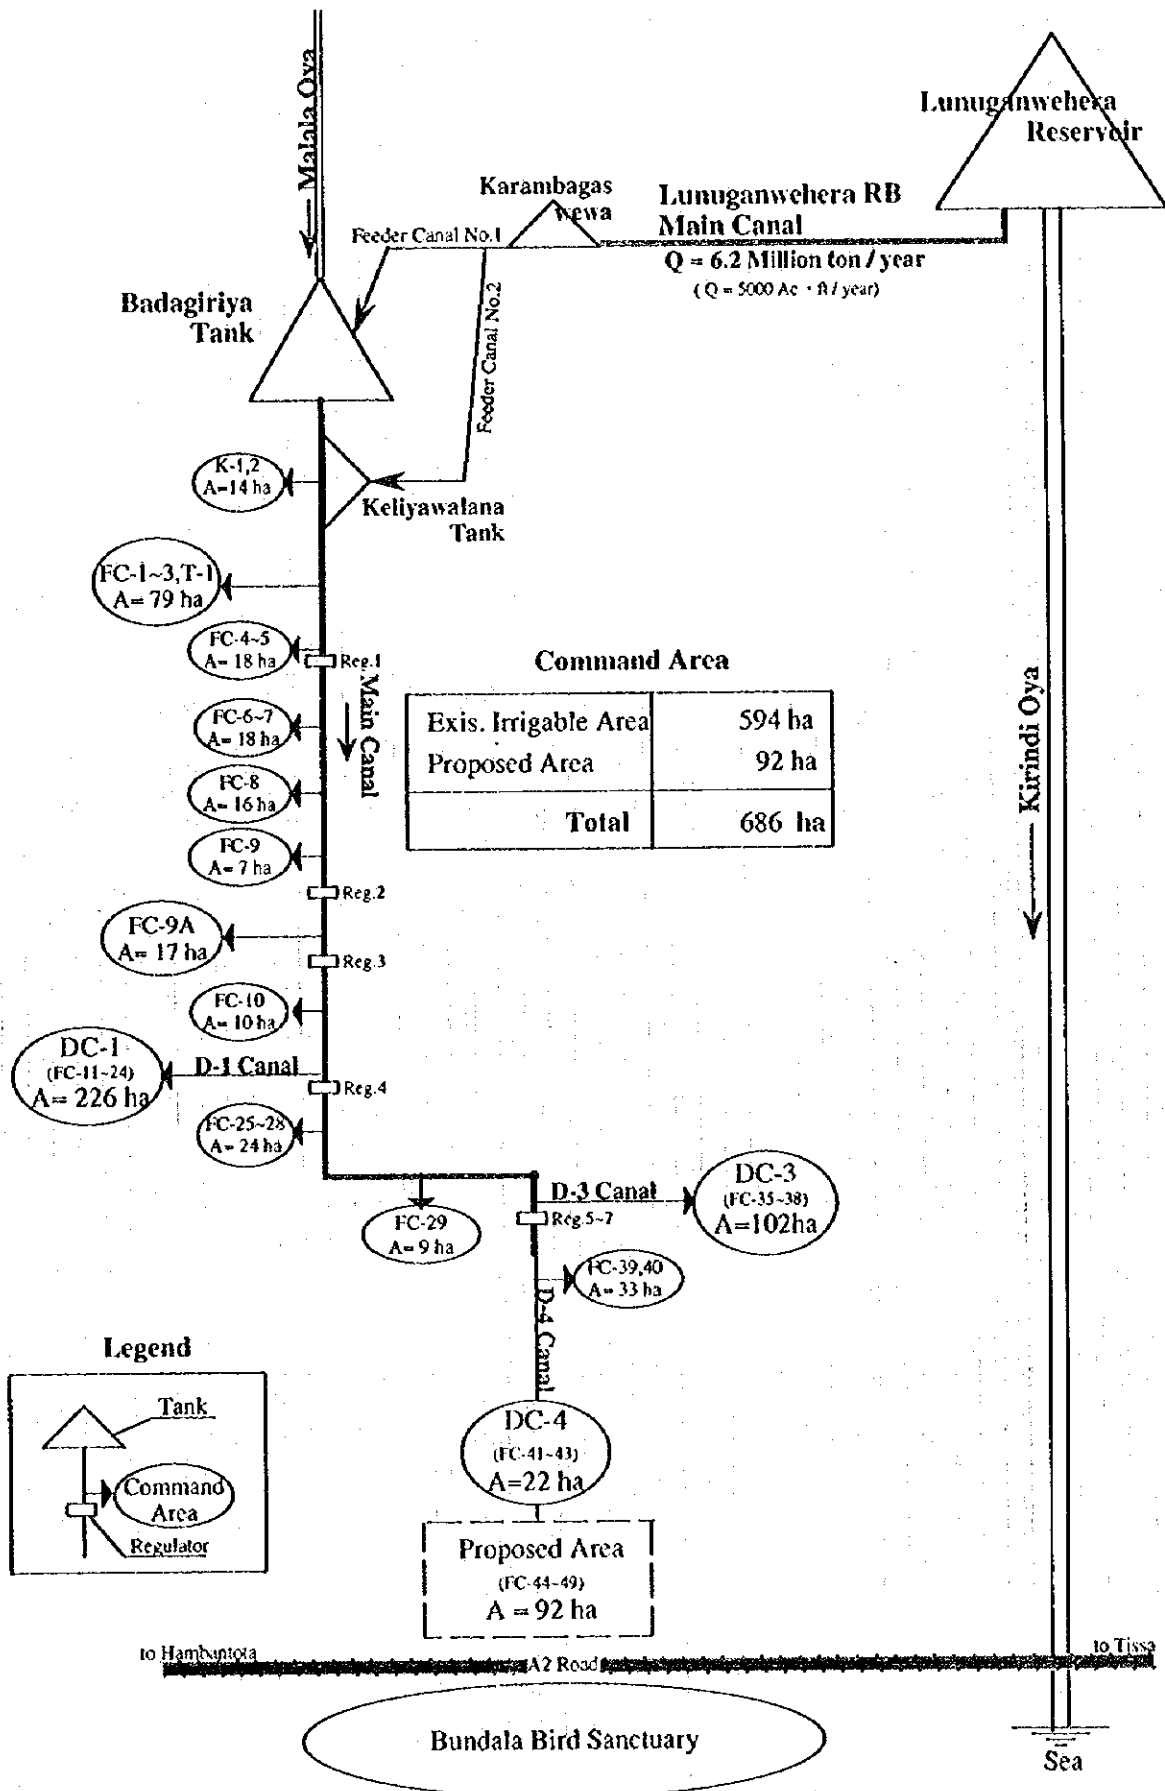 Malala Oya
Lunuganwehera
Reservoir
Karambagas
wewa
Lunuganwehera RB
Main Canal
Feeder Canal No.1
Q = 6.2 Million ton / year
( Q = 5000 Ac · ft / year)
Badagiriya
Tank
Feeder Canal No.2
K-1,2
A=14 ha
Keliyawalana
Tank
FC-1~3,T-1
A= 79 ha
FC-4~5
A= 18 ha
Reg.1
Main Canal
Command Area
Exis. Irrigable Area 594 ha
Proposed Area 92 ha
Total 686 ha
FC-6~7
A= 18 ha
FC-8
A= 16 ha
FC-9
A= 7 ha
Reg.2
Kirindi Oya
FC-9A
A= 17 ha
Reg.3
FC-10
A= 10 ha
DC-1
(FC-11~24)
A= 226 ha
D-1 Canal
Reg.4
FC-25~28
A= 24 ha
D-3 Canal
DC-3
(FC-35~38)
A=102ha
FC-29
A= 9 ha
Reg.5~7
FC-39,40
A= 33 ha
D-4 Canal
Legend
Tank
Command
Area
Regulator
DC-4
(FC-41~43)
A=22 ha
Proposed Area
(FC-44~49)
A = 92 ha
to Hambantota
A2 Road
to Tissa
Bundala Bird Sanctuary
Sea